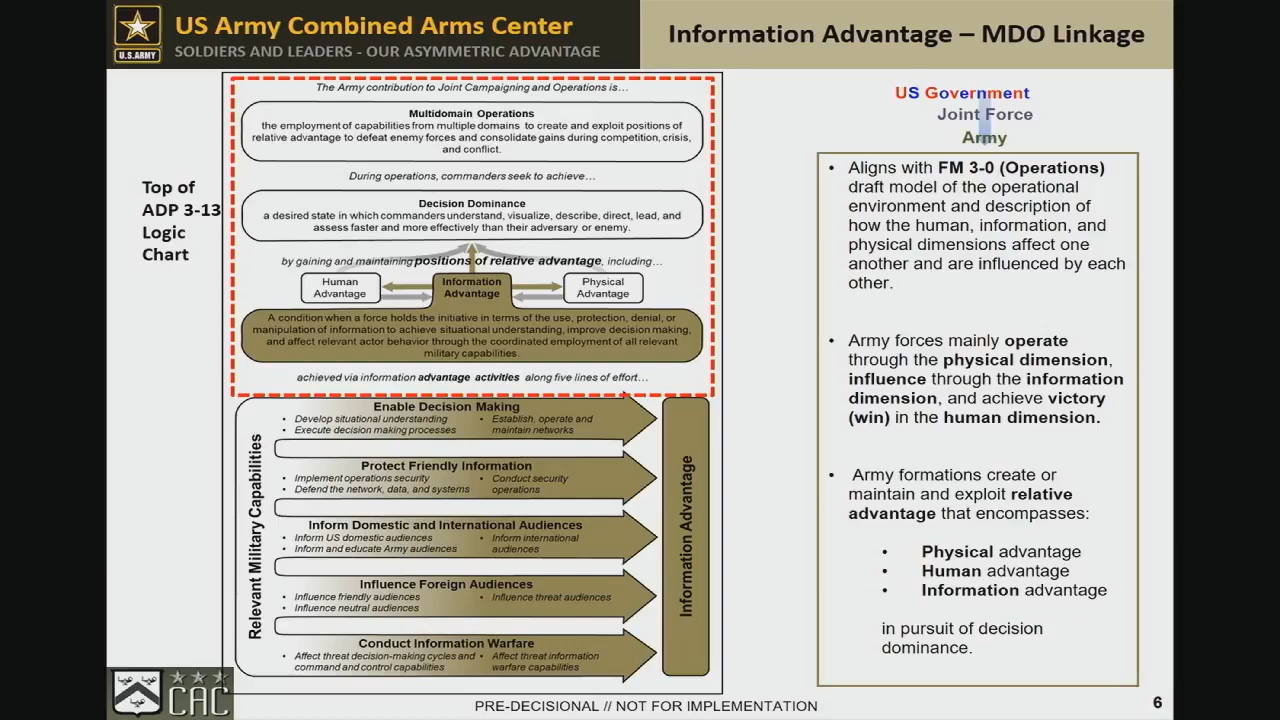 US Army Combined Arms Center
SOLDIERS AND LEADERS - OUR ASYMMETRIC ADVANTAGE
U.S.ARMY
Information Advantage – MDO Linkage
Top of
ADP 3-13
Logic
Chart
The Army contribution to Joint Campaigning and Operations is…
Multidomain Operations
the employment of capabilities from multiple domains to create and exploit positions of
relative advantage to defeat enemy forces and consolidate gains during competition, crisis,
and conflict.
During operations, commanders seek to achieve…
Decision Dominance
a desired state in which commanders understand, visualize, describe, direct, lead, and
assess faster and more effectively than their adversary or enemy.
by gaining and maintaining positions of relative advantage, including…
Human
Advantage
Information
Advantage
Physical
Advantage
A condition when a force holds the initiative in terms of the use, protection, denial, or
manipulation of information to achieve situational understanding, improve decision making,
and affect relevant actor behavior through the coordinated employment of all relevant
military capabilities.
achieved via information advantage activities along five lines of effort…
Relevant Military Capabilities
Enable Decision Making
• Develop situational understanding
• Execute decision making processes
• Establish, operate and
maintain networks
Protect Friendly Information
• Implement operations security
• Defend the network, data, and systems
• Conduct security
operations
Inform Domestic and International Audiences
• Inform US domestic audiences
• Inform and educate Army audiences
• Inform international
audiences
Influence Foreign Audiences
• Influence friendly audiences
• Influence neutral audiences
• Influence threat audiences
Conduct Information Warfare
• Affect threat decision-making cycles and
command and control capabilities
• Affect threat information
warfare capabilities
Information Advantage
US Government
Joint Force
Army
• Aligns with FM 3-0 (Operations)
draft model of the operational
environment and description of
how the human, information, and
physical dimensions affect one
another and are influenced by each
other.
• Army forces mainly operate
through the physical dimension,
influence through the information
dimension, and achieve victory
(win) in the human dimension.
• Army formations create or
maintain and exploit relative
advantage that encompasses:
• Physical advantage
• Human advantage
• Information advantage
in pursuit of decision
dominance.
CAC
PRE-DECISIONAL // NOT FOR IMPLEMENTATION
6